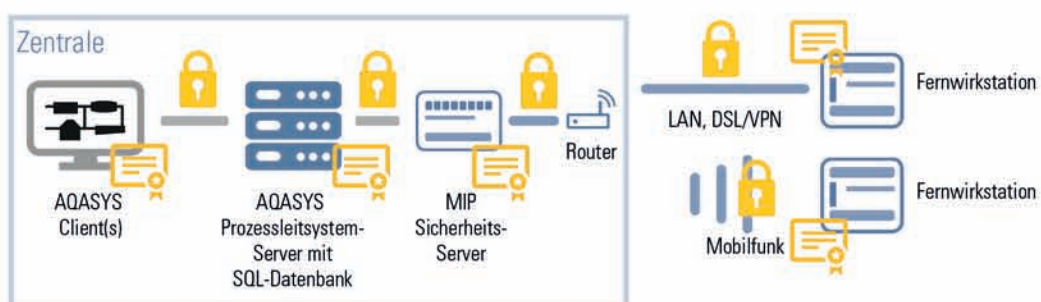 Zentrale
AQASYS
Client(s)
AQASYS
Prozessleitsystem-
Server mit
SQL-Datenbank
MIP
Sicherheits-
Server
Router
LAN, DSL/VPN
Fernwirkstation
Mobilfunk
Fernwirkstation